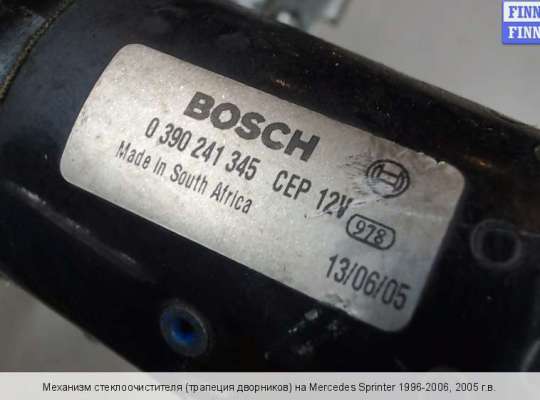 FINN
FINN
BOSCH
0 390 241 345 CEP 12V
Made in South Africa
978
13/06/05
Механизм стеклоочистителя (трапеция дворников) на Mercedes Sprinter 1996-2006, 2005 г.в.